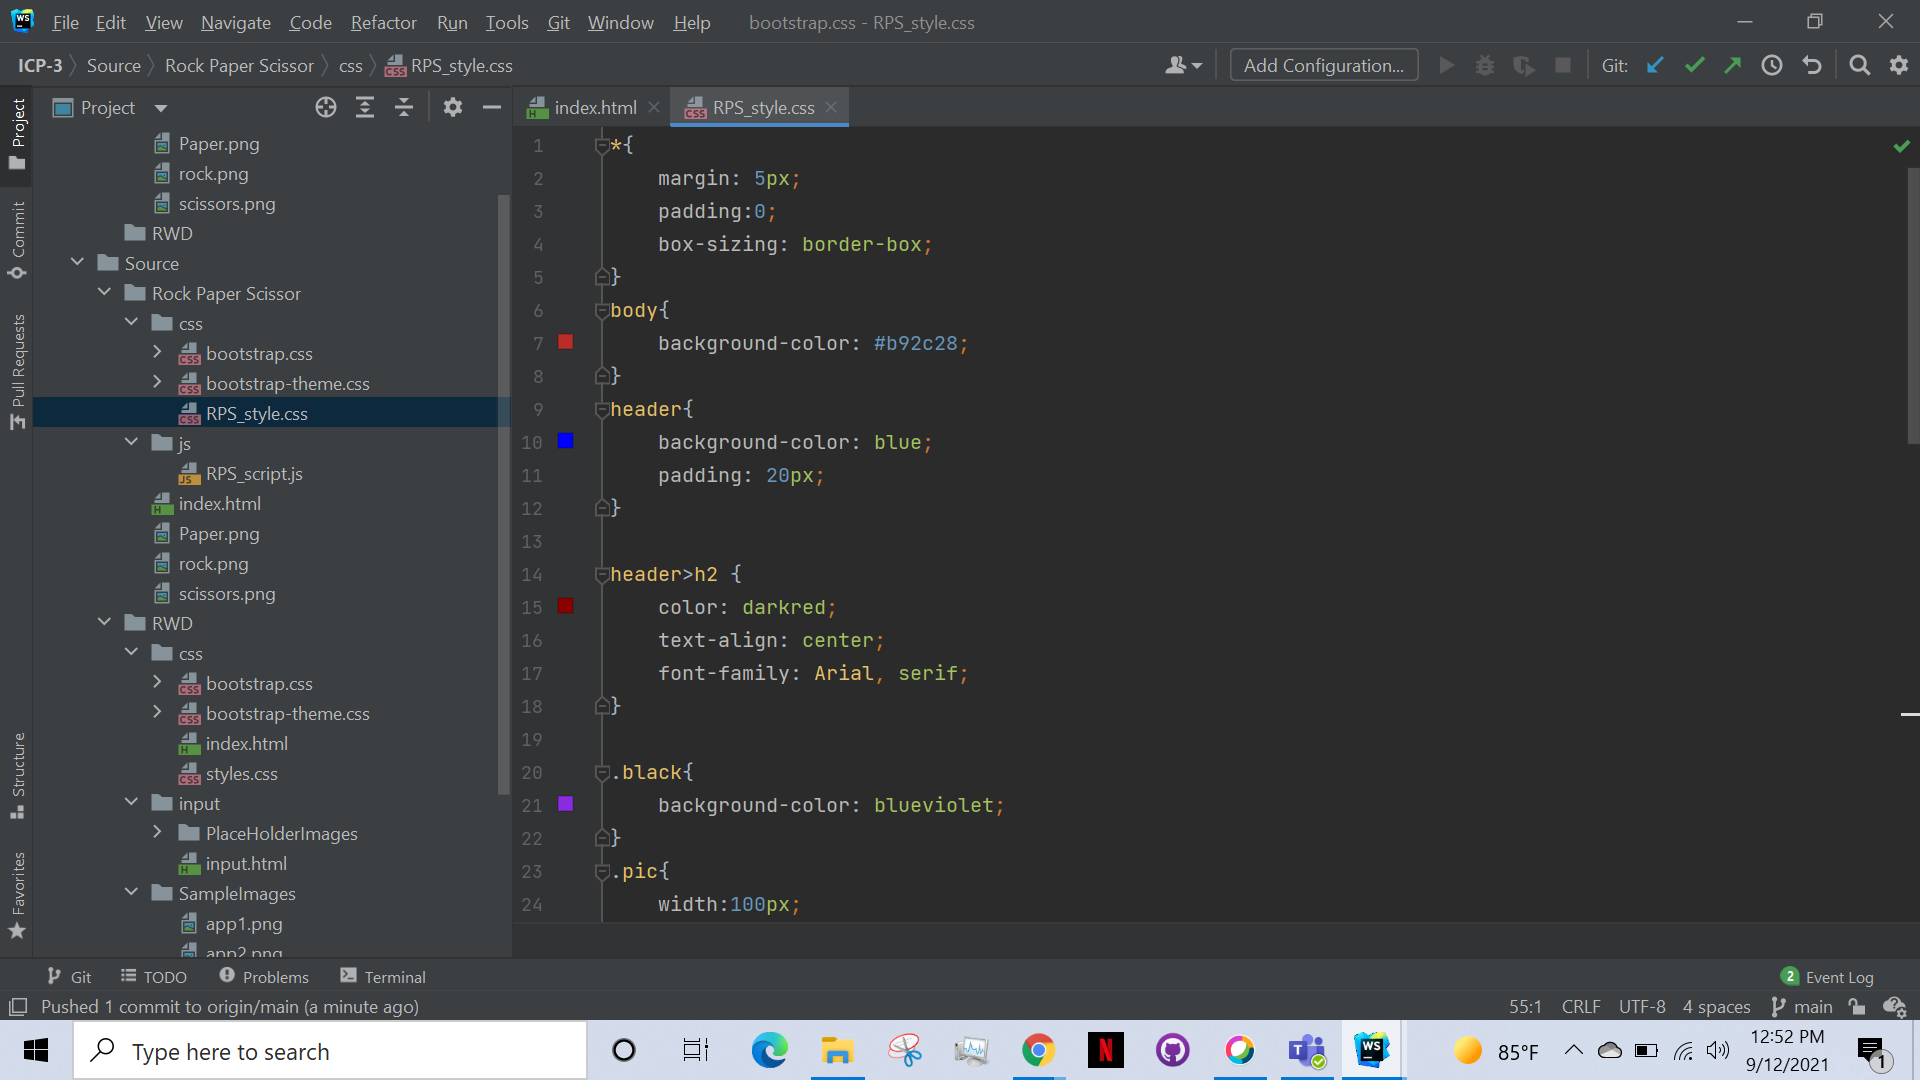 WS File Edit View Navigate Code Refactor Run Tools Git Window Help bootstrap.css - RPS_style.css
ICP-3 Source Rock Paper Scissor css RPS_style.css Add Configuration... Git:
Project
index.html RPS_style.css
Project
Commit
Pull Requests
Structure
Favorites
Paper.png
rock.png
scissors.png
RWD
Source
Rock Paper Scissor
css
bootstrap.css
bootstrap-theme.css
RPS_style.css
js
RPS_script.js
index.html
Paper.png
rock.png
scissors.png
RWD
css
bootstrap.css
bootstrap-theme.css
index.html
styles.css
input
PlaceHolderImages
input.html
SampleImages
app1.png
app2.png
1 *{
2 margin: 5px;
3 padding:0;
4 box-sizing: border-box;
5 }
6 body{
7 background-color: #b92c28;
8 }
9 header{
10 background-color: blue;
11 padding: 20px;
12 }
13
14 header>h2 {
15 color: darkred;
16 text-align: center;
17 font-family: Arial, serif;
18 }
19
20 .black{
21 background-color: blueviolet;
22 }
23 .pic{
24 width:100px;
Git TODO Problems Terminal 2 Event Log
Pushed 1 commit to origin/main (a minute ago) 55:1 CRLF UTF-8 4 spaces main
Type here to search 85°F 12:52 PM
9/12/2021 1